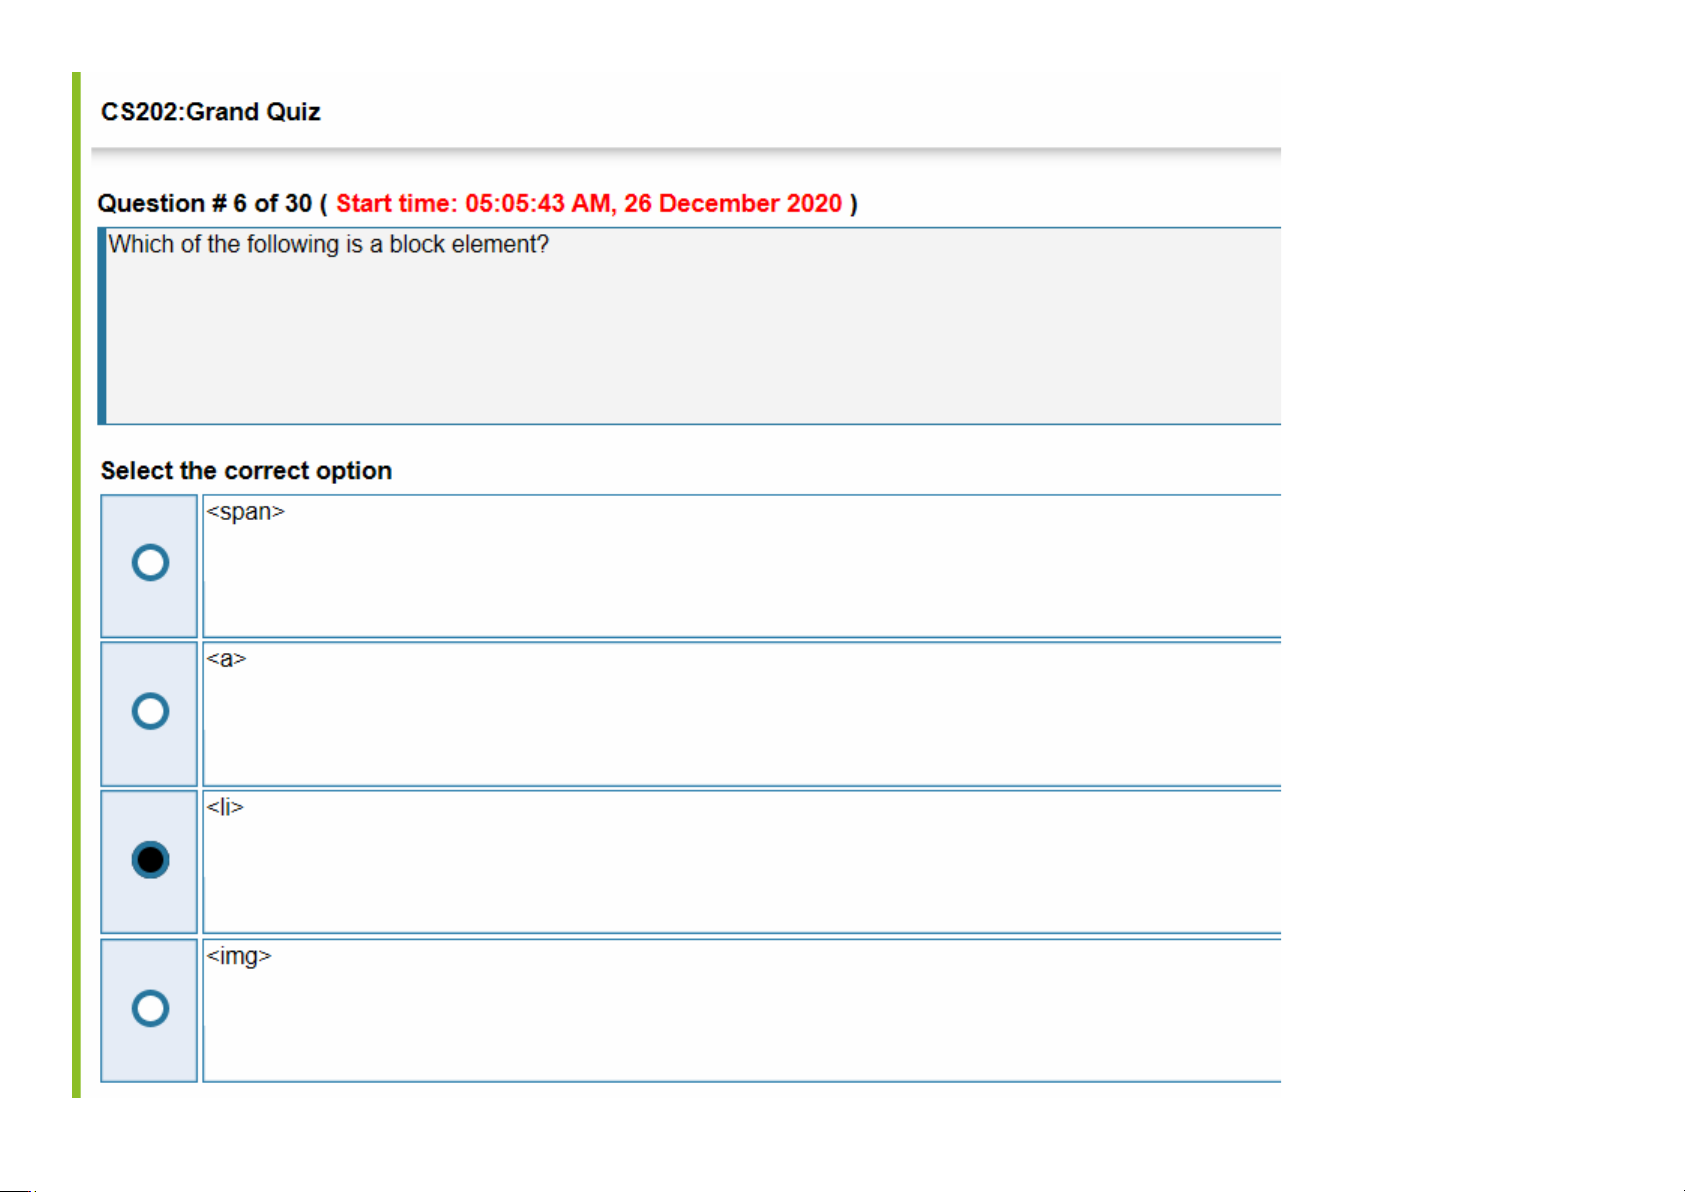 CS202:Grand Quiz
Question # 6 of 30 ( Start time: 05:05:43 AM, 26 December 2020 )
Which of the following is a block element?
Select the correct option
<span>
<a>
<li>
<img>